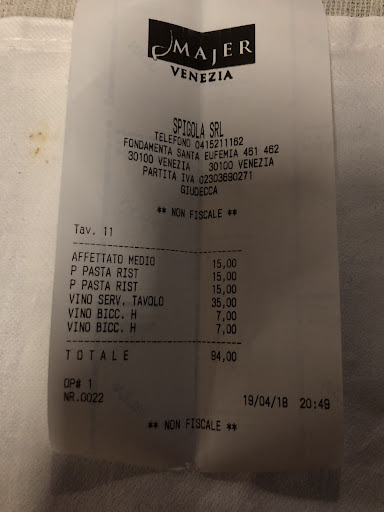 MAJER
VENEZIA
SPIGOLA SRL
TELEFONO 0415211162
FONDAMENTA SANTA EUFEMIA 461 462
30100 VENEZIA 30100 VENEZIA
PARTITA IVA 02303690271
GIUDECCA
** NON FISCALE **
Tav. 11
AFFETTATO MEDIO 15,00
P PASTA RIST 15,00
P PASTA RIST 15,00
VINO SERV. TAVOLO 35,00
VINO BICC. H 7,00
VINO BICC. H 7,00
TOTALE 94,00
OP# 1
NR.0022 19/04/18 20:49
** NON FISCALE **